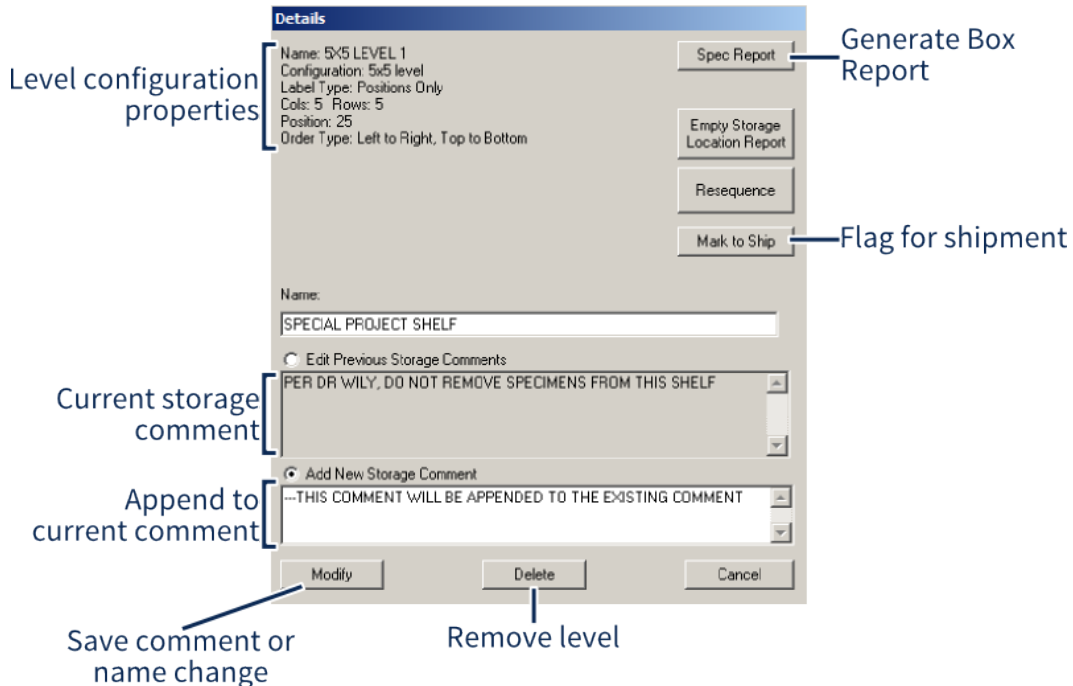 Details
Name: 5X5 LEVEL 1
Configuration: 5x5 level
Label Type: Positions Only
Cols: 5 Rows: 5
Position: 25
Order Type: Left to Right, Top to Bottom
Level configuration
properties
Spec Report
Generate Box
Report
Empty Storage
Location Report
Resequence
Mark to Ship
Flag for shipment
Name:
SPECIAL PROJECT SHELF
Edit Previous Storage Comments
PER DR WILY, DO NOT REMOVE SPECIMENS FROM THIS SHELF
Current storage
comment
Add New Storage Comment
---THIS COMMENT WILL BE APPENDED TO THE EXISTING COMMENT
Append to
current comment
Modify
Delete
Cancel
Save comment or
name change
Remove level